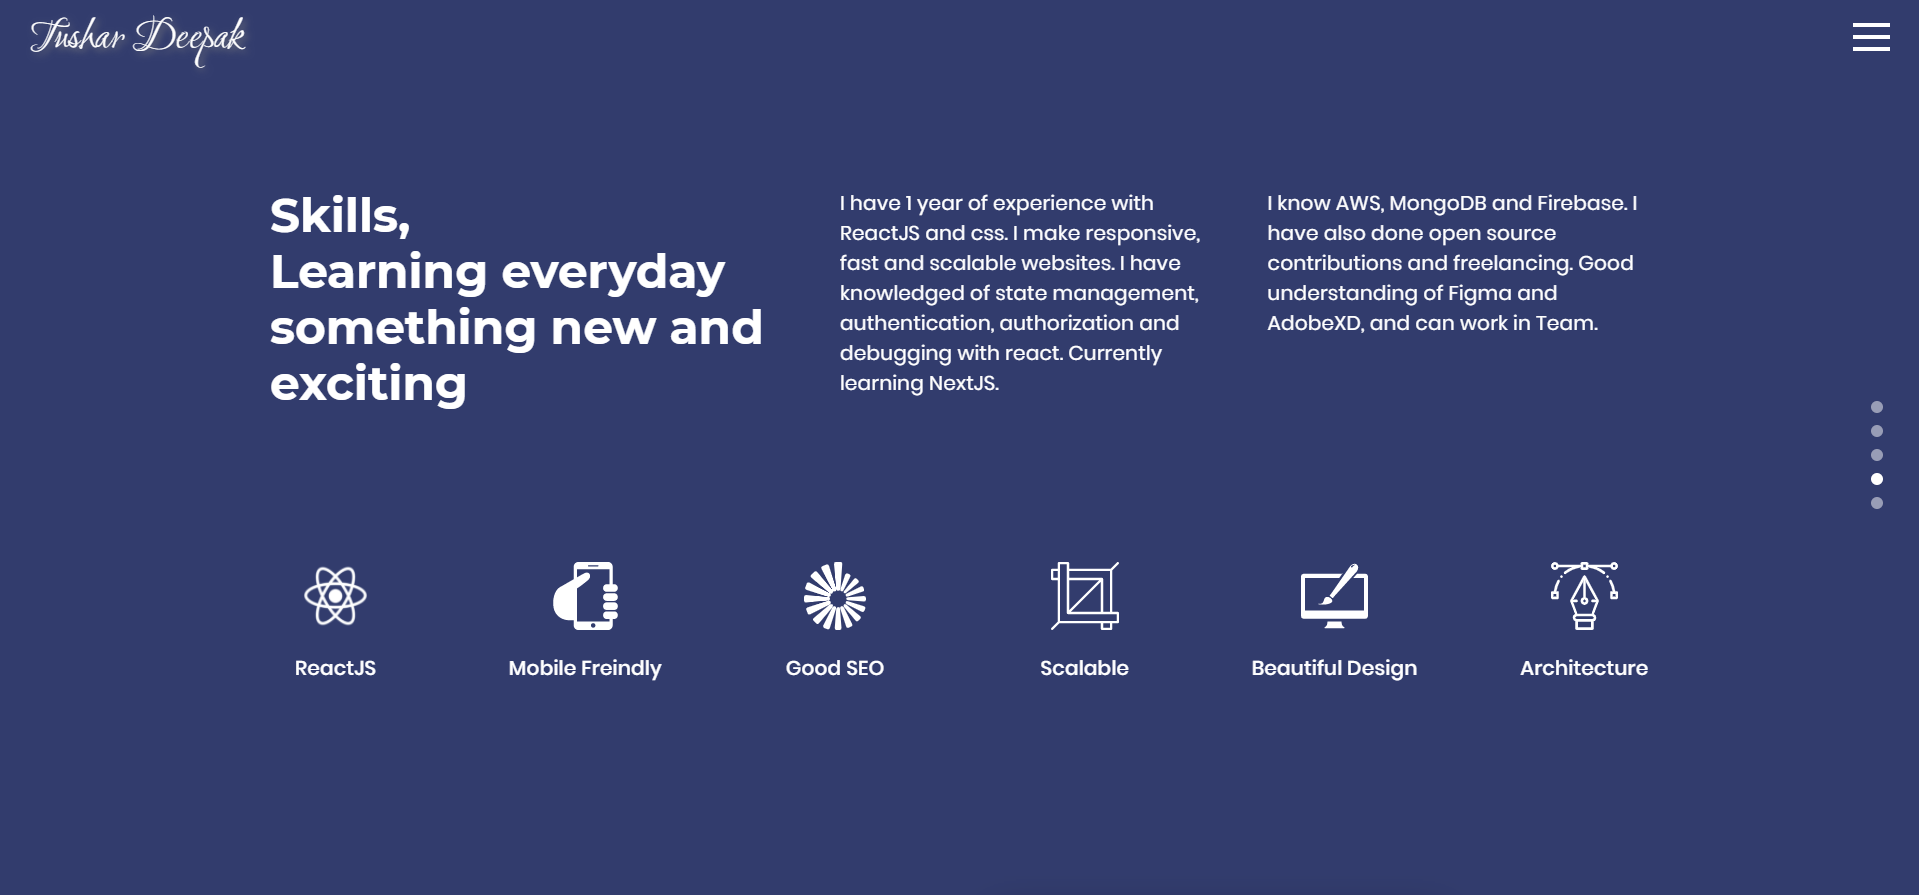 Tushar Deepak
Skills,
Learning everyday
something new and
exciting
I have 1 year of experience with
ReactJS and css. I make responsive,
fast and scalable websites. I have
knowledged of state management,
authentication, authorization and
debugging with react. Currently
learning NextJS.
I know AWS, MongoDB and Firebase. I
have also done open source
contributions and freelancing. Good
understanding of Figma and
AdobeXD, and can work in Team.
ReactJS
Mobile Freindly
Good SEO
Scalable
Beautiful Design
Architecture